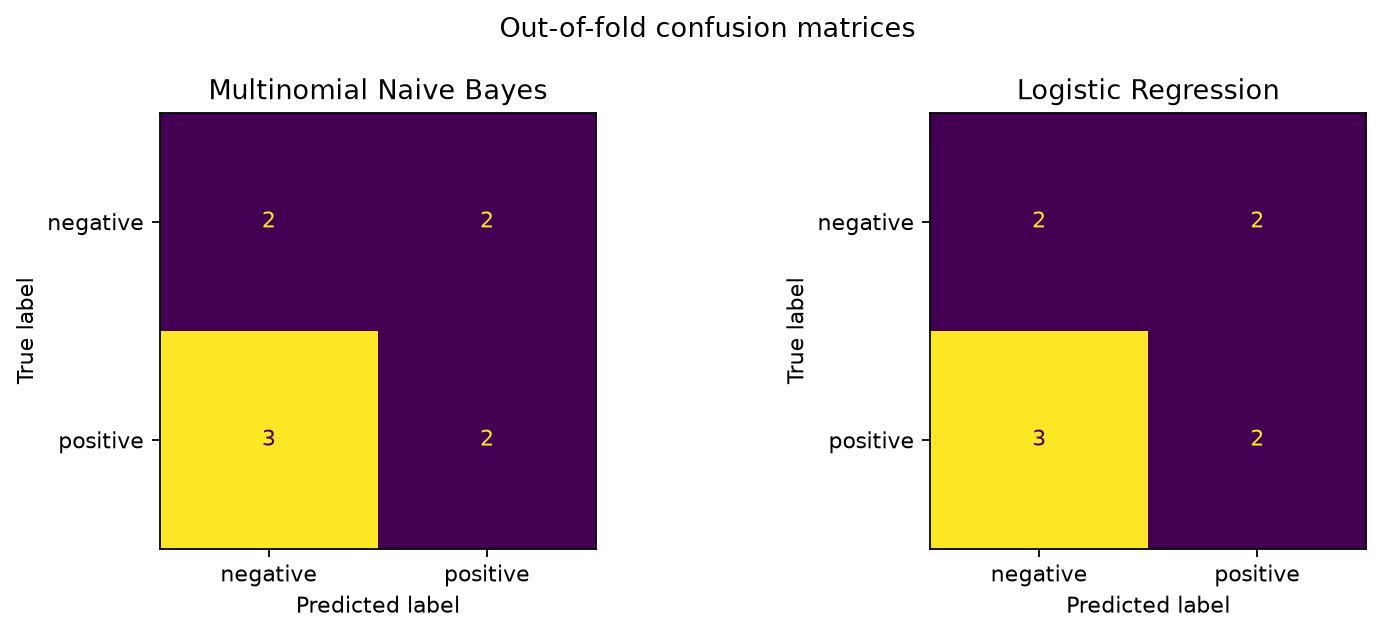 Out-of-fold confusion matrices
Multinomial Naive Bayes
True label
negative
2 2
positive
3 2
negative positive
Predicted label
Logistic Regression
True label
negative
2 2
positive
3 2
negative positive
Predicted label